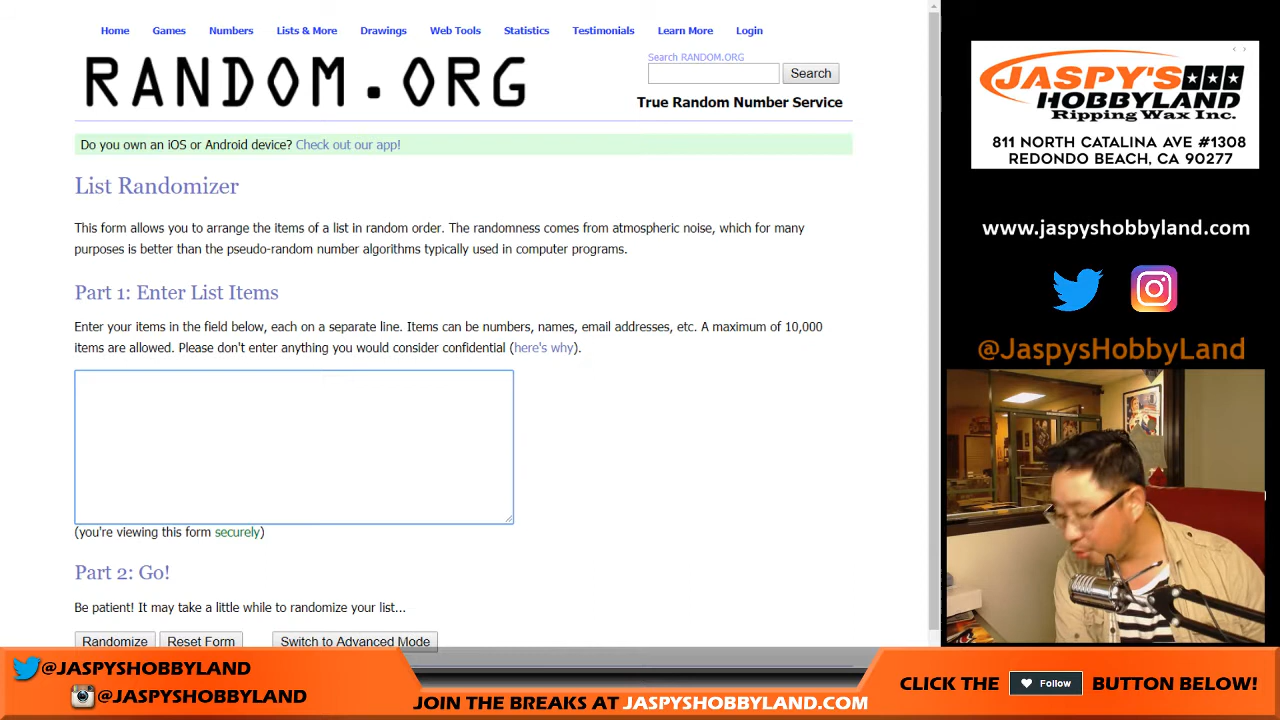 Home Games Numbers Lists & More Drawings Web Tools Statistics Testimonials Learn More Login
RANDOM.ORG
Search RANDOM.ORG
Search
True Random Number Service
Do you own an iOS or Android device? Check out our app!
List Randomizer
This form allows you to arrange the items of a list in random order. The randomness comes from atmospheric noise, which for many
purposes is better than the pseudo-random number algorithms typically used in computer programs.
Part 1: Enter List Items
Enter your items in the field below, each on a separate line. Items can be numbers, names, email addresses, etc. A maximum of 10,000
items are allowed. Please don't enter anything you would consider confidential (here's why).
(you're viewing this form securely)
Part 2: Go!
Be patient! It may take a little while to randomize your list...
Randomize Reset Form Switch to Advanced Mode
JASPY'S
HOBBYLAND
Ripping Wax Inc.
811 NORTH CATALINA AVE #1308
REDONDO BEACH, CA 90277
www.jaspyshobbyland.com
@JaspysHobbyLand
@JASPYSHOBBYLAND
@JASPYSHOBBYLAND
JOIN THE BREAKS AT JASPYSHOBBYLAND.COM
CLICK THE Follow BUTTON BELOW!